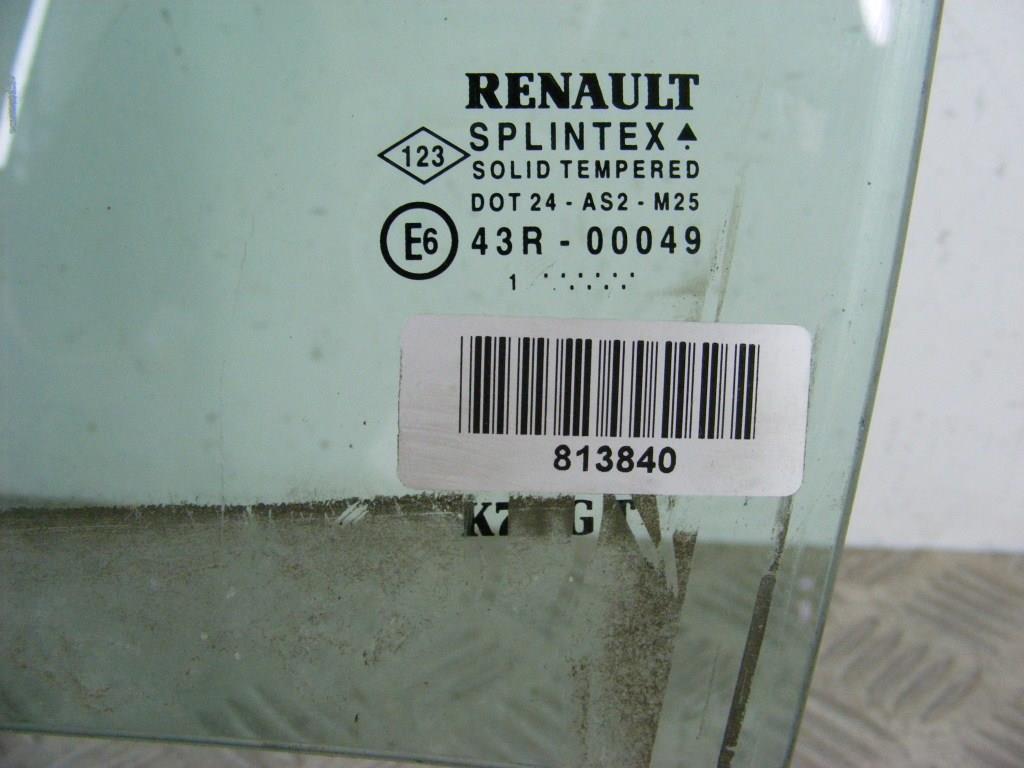 RENAULT
SPLINTEX
123
SOLID TEMPERED
DOT 24 - AS2 - M25
E6
43R - 00049
1 ......
813840